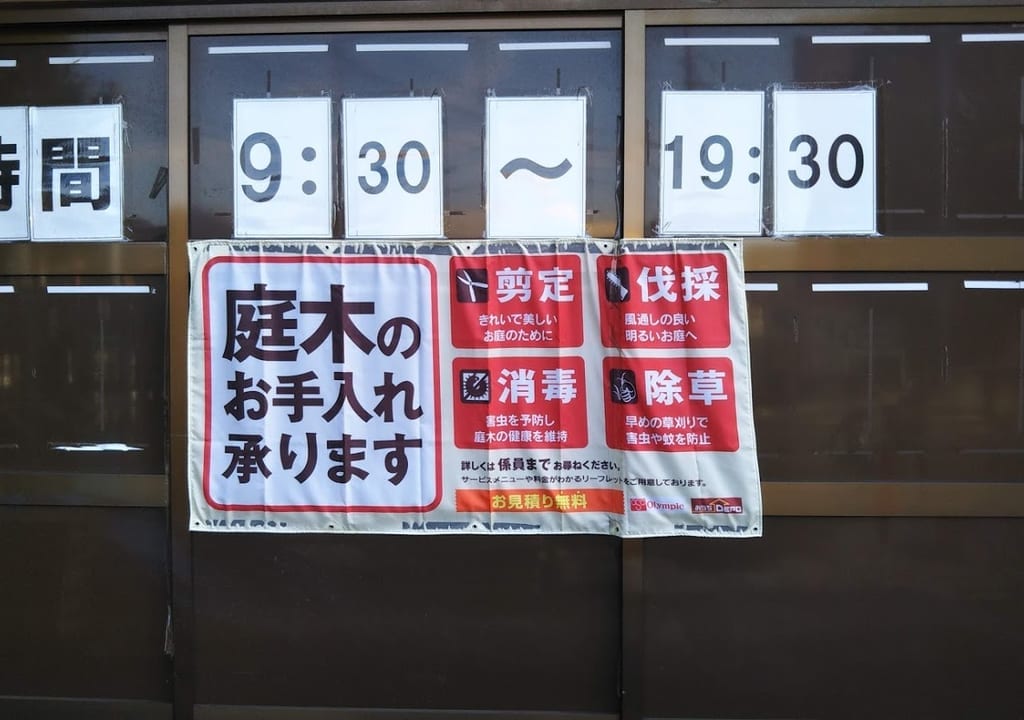 時間 9:30～19:30
庭木の
お手入れ
承ります
剪定
きれいで美しい
お庭のために
伐採
風通しの良い
明るいお庭へ
消毒
害虫を予防し
庭木の健康を維持
除草
早めの草刈りで
害虫や蚊を防止
詳しくは係員までお尋ねください。
サービスメニューや料金がわかるリーフレットをご用意しております。
お見積り無料
Olympic
DEPO